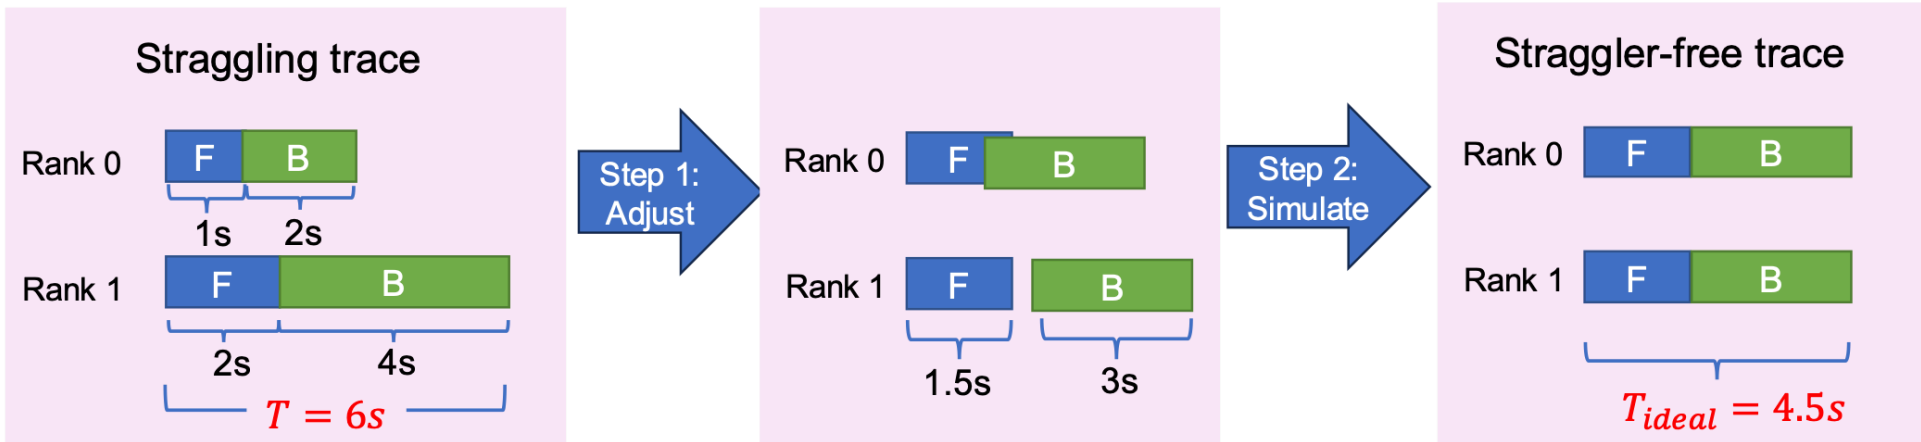 Straggling trace
Rank 0
F
B
1s
2s
Rank 1
F
B
2s
4s
T = 6s
Step 1:
Adjust
Rank 0
F
B
Rank 1
F
B
1.5s
3s
Step 2:
Simulate
Straggler-free trace
Rank 0
F
B
Rank 1
F
B
T_ideal = 4.5s